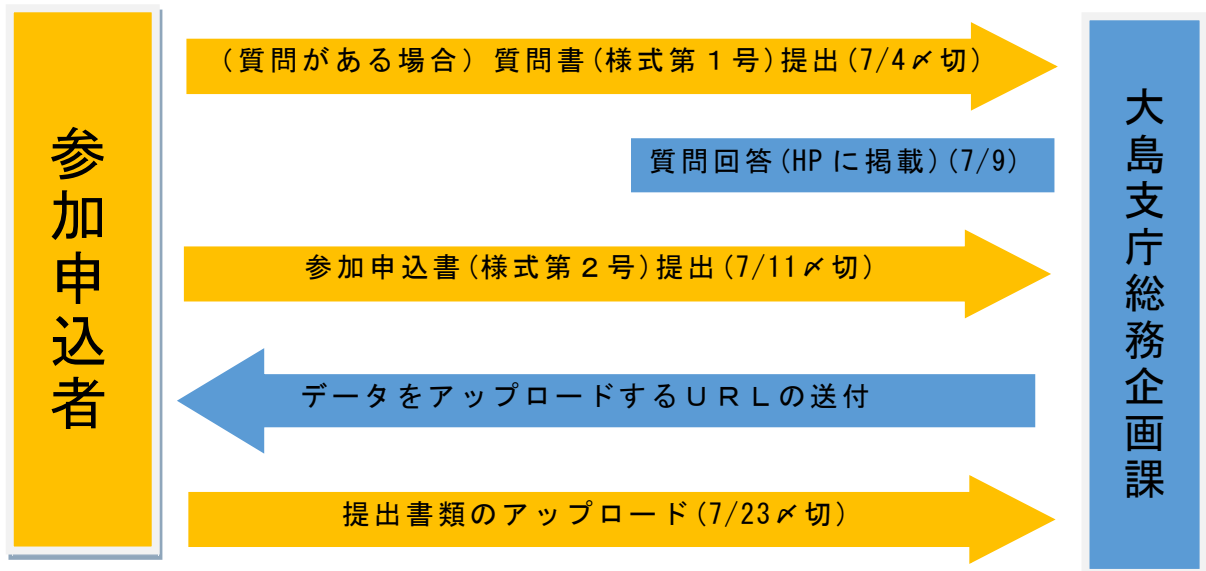 参加申込者
（質問がある場合）質問書(様式第１号)提出(7/4〆切)
質問回答(HPに掲載)(7/9)
参加申込書(様式第２号)提出(7/11〆切)
データをアップロードするＵＲＬの送付
提出書類のアップロード(7/23〆切)
大島支庁総務企画課